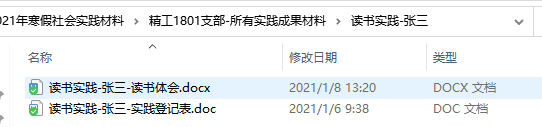 021年寒假社会实践材料 > 精工1801支部-所有实践成果材料 > 读书实践-张三
名称 修改日期 类型
读书实践-张三-读书体会.docx 2021/1/8 13:20 DOCX 文档
读书实践-张三-实践登记表.doc 2021/1/6 9:38 DOC 文档